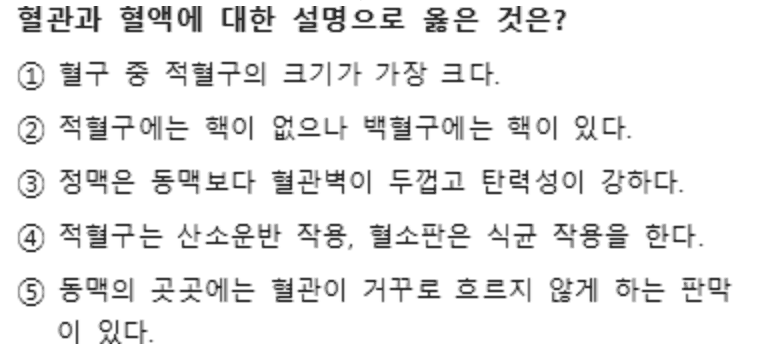 혈관과 혈액에 대한 설명으로 옳은 것은?
① 혈구 중 적혈구의 크기가 가장 크다.
② 적혈구에는 핵이 없으나 백혈구에는 핵이 있다.
③ 정맥은 동맥보다 혈관벽이 두껍고 탄력성이 강하다.
④ 적혈구는 산소운반 작용, 혈소판은 식균 작용을 한다.
⑤ 동맥의 곳곳에는 혈관이 거꾸로 흐르지 않게 하는 판막
이 있다.